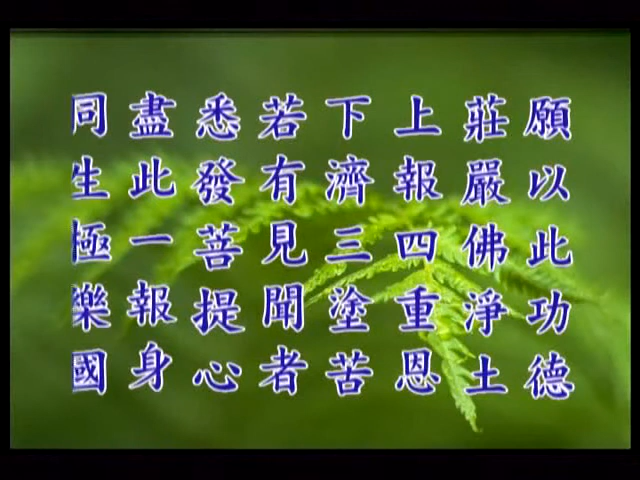 願以此功德
莊嚴佛淨土
上報四重恩
下濟三塗苦
若有見聞者
悉發菩提心
盡此一報身
同生極樂國